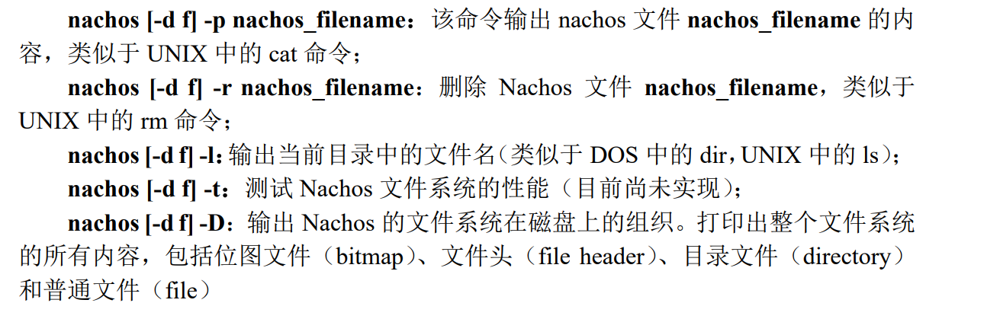 nachos [-d f] -p nachos_filename：该命令输出 nachos 文件 nachos_filename 的内
容，类似于 UNIX 中的 cat 命令；
nachos [-d f] -r nachos_filename：删除 Nachos 文件 nachos_filename，类似于
UNIX 中的 rm 命令；
nachos [-d f] -l：输出当前目录中的文件名（类似于 DOS 中的 dir，UNIX 中的 ls）；
nachos [-d f] -t：测试 Nachos 文件系统的性能（目前尚未实现）；
nachos [-d f] -D：输出 Nachos 的文件系统在磁盘上的组织。打印出整个文件系统
的所有内容，包括位图文件（bitmap）、文件头（file header）、目录文件（directory）
和普通文件（file）